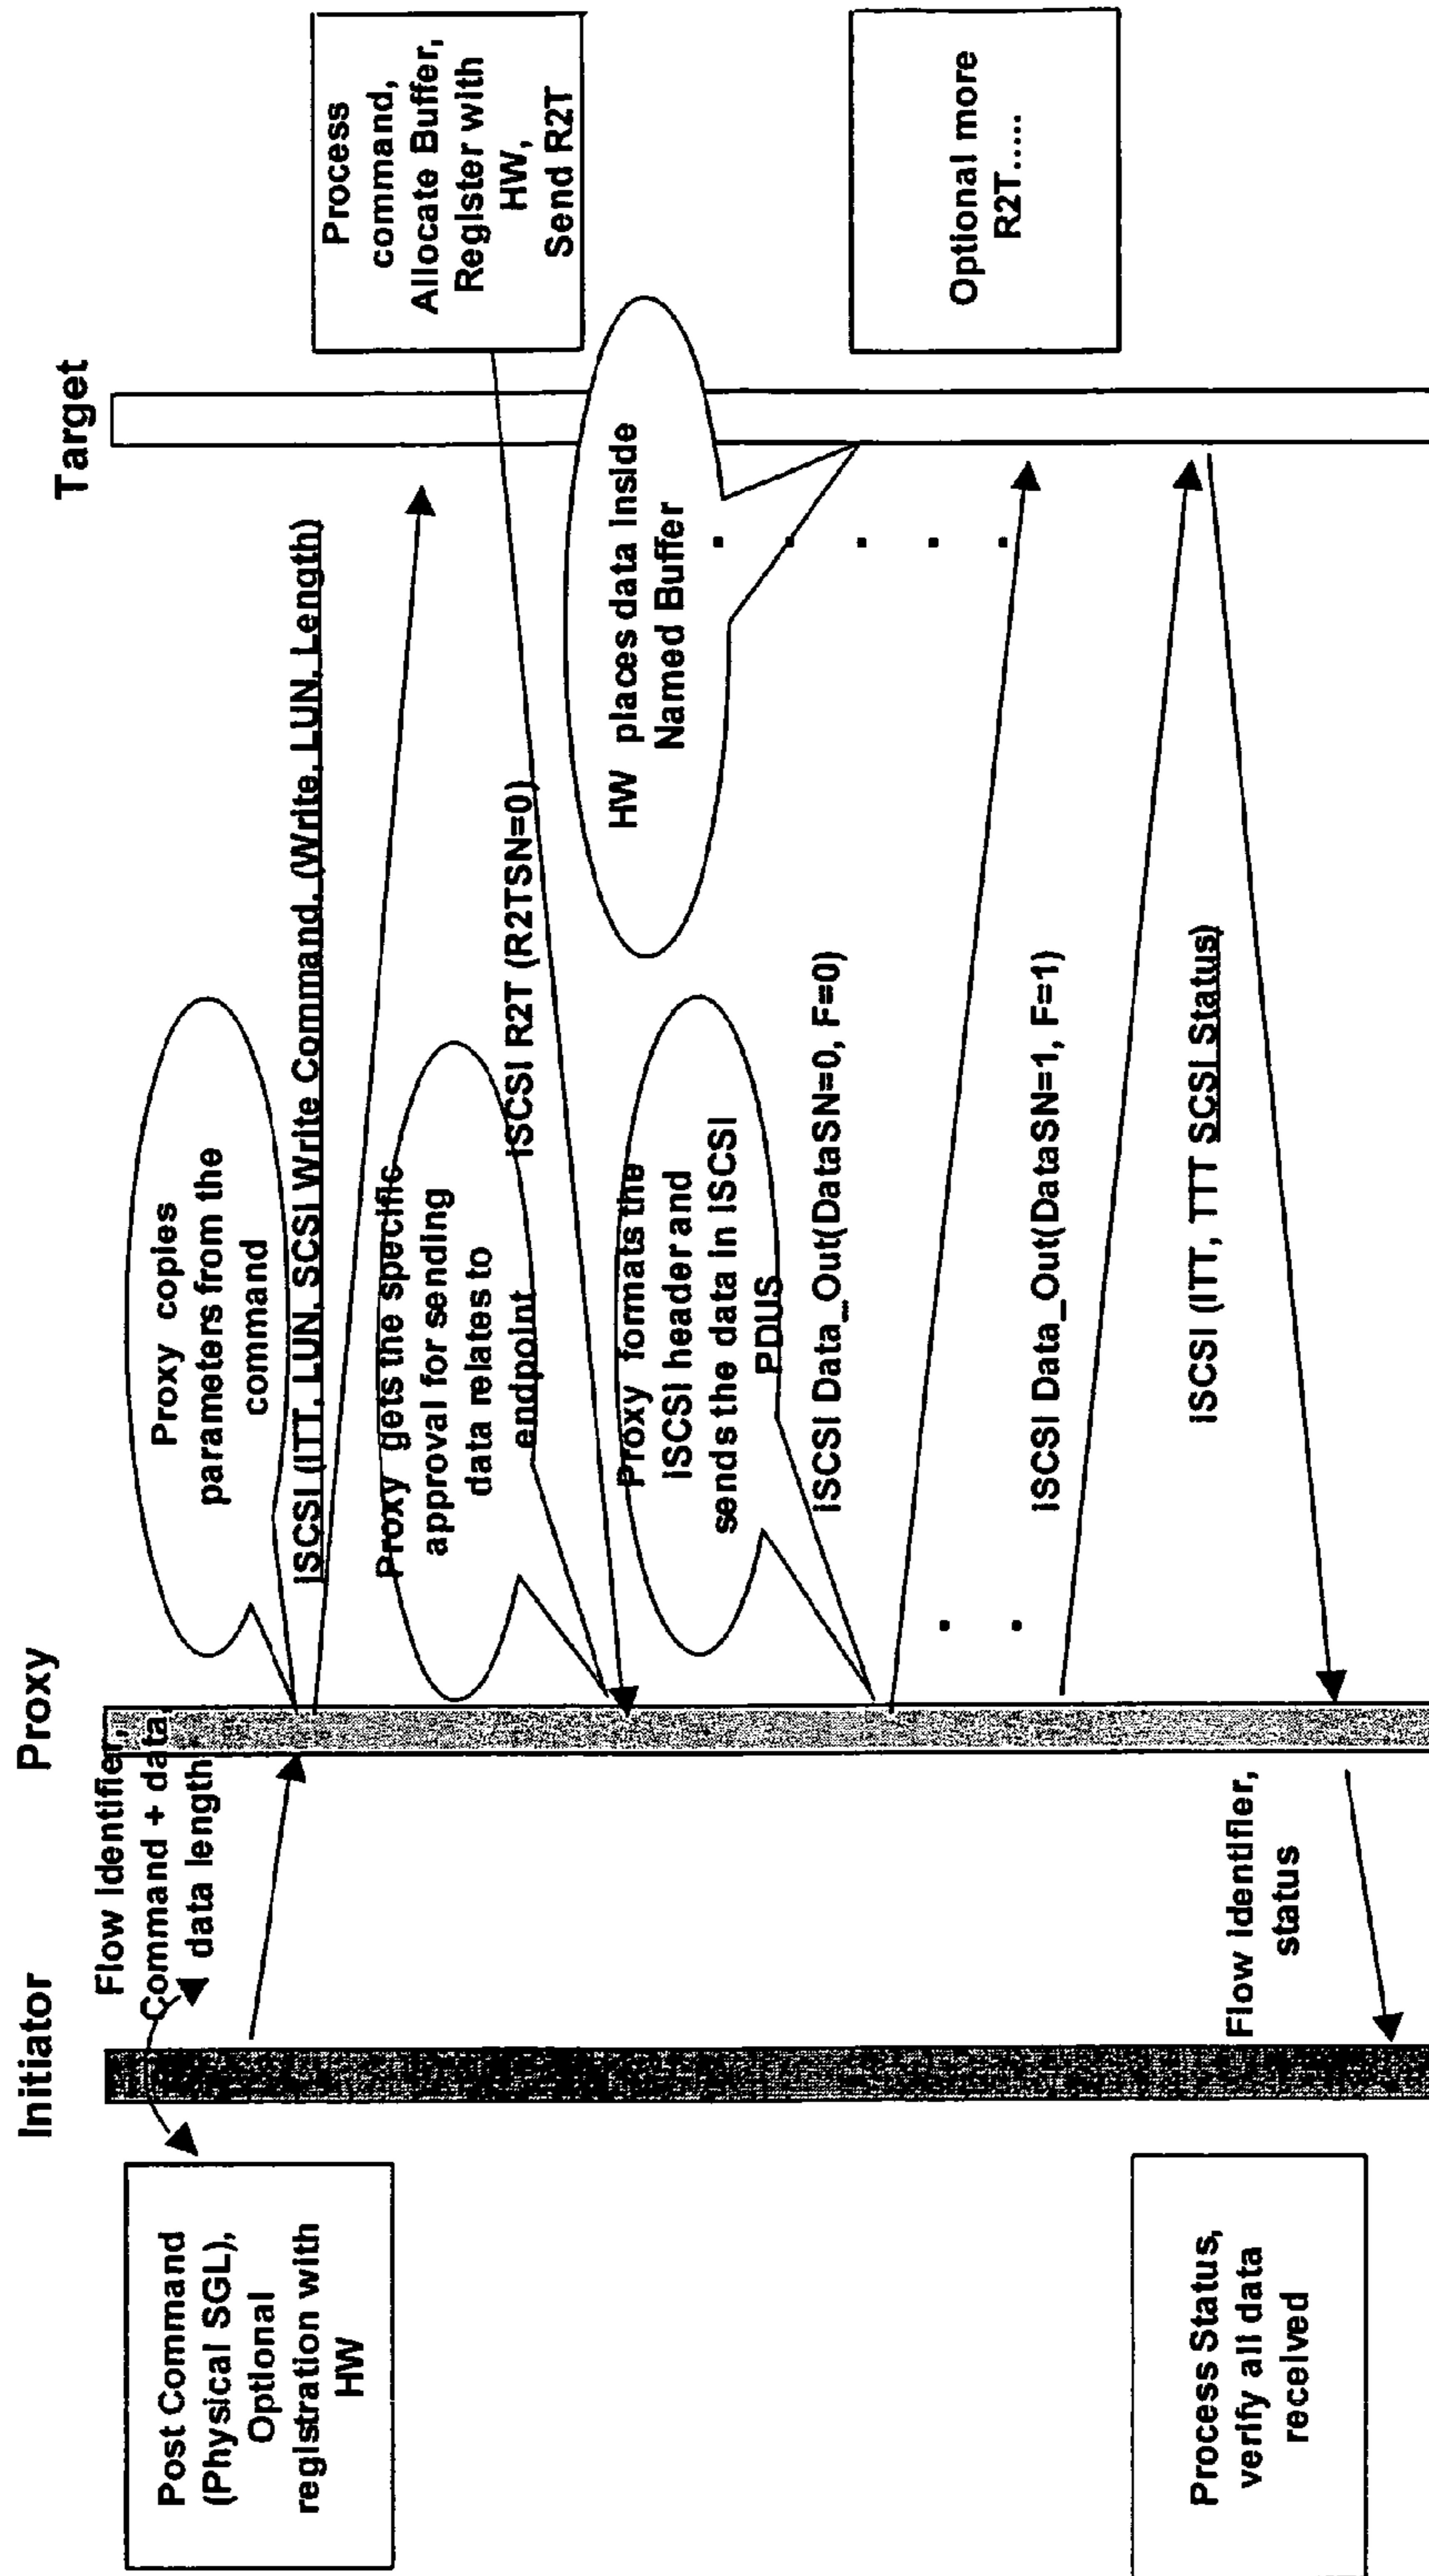 Initiator
Proxy
Target
Post Command
(Physical SGL),
Optional
registration with
HW
Flow Identifier,
Command + data
data length
Proxy copies
parameters from the
command
iSCSI (ITT, LUN, SCSI Write Command, (Write, LUN, Length)
Process
command,
Allocate Buffer,
Register with
HW,
Send R2T
Proxy gets the specific
approval for sending
data relates to
endpoint
iSCSI R2T (R2TSN=0)
HW places data inside
Named Buffer
Proxy formats the
iSCSI header and
sends the data in iSCSI
PDUS
iSCSI Data_Out(DataSN=0, F=0)
Optional more
R2T.....
iSCSI Data_Out(DataSN=1, F=1)
iSCSI (ITT, TTT SCSI Status)
Flow identifier,
status
Process Status,
verify all data
received